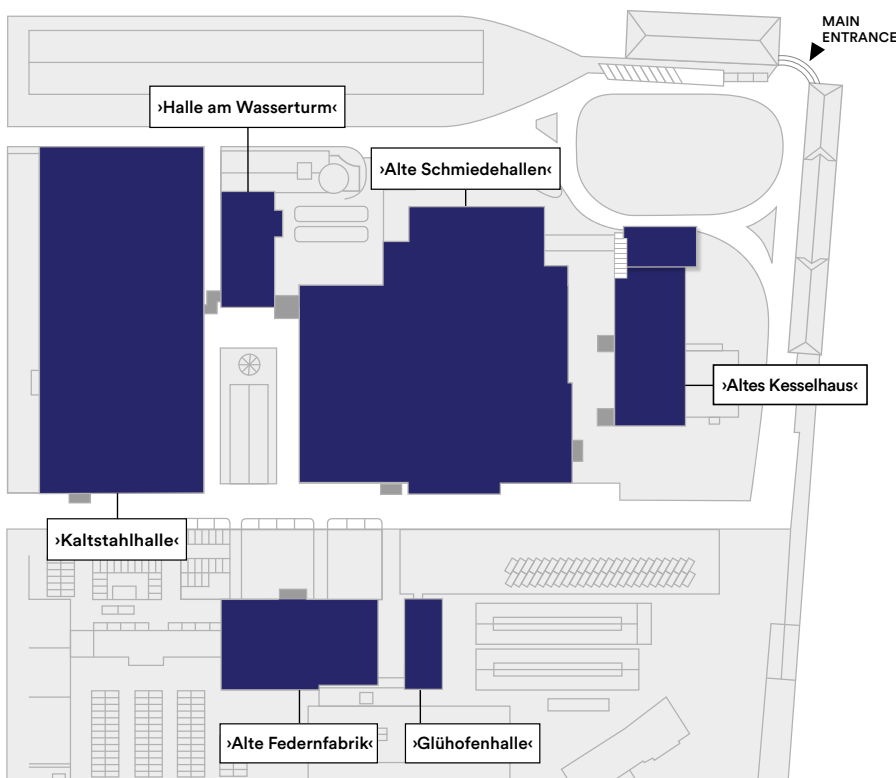 MAIN
ENTRANCE
›Halle am Wasserturm‹
›Alte Schmiedehallen‹
›Altes Kesselhaus‹
›Kaltstahlhalle‹
›Alte Federnfabrik‹
›Glühofenhalle‹